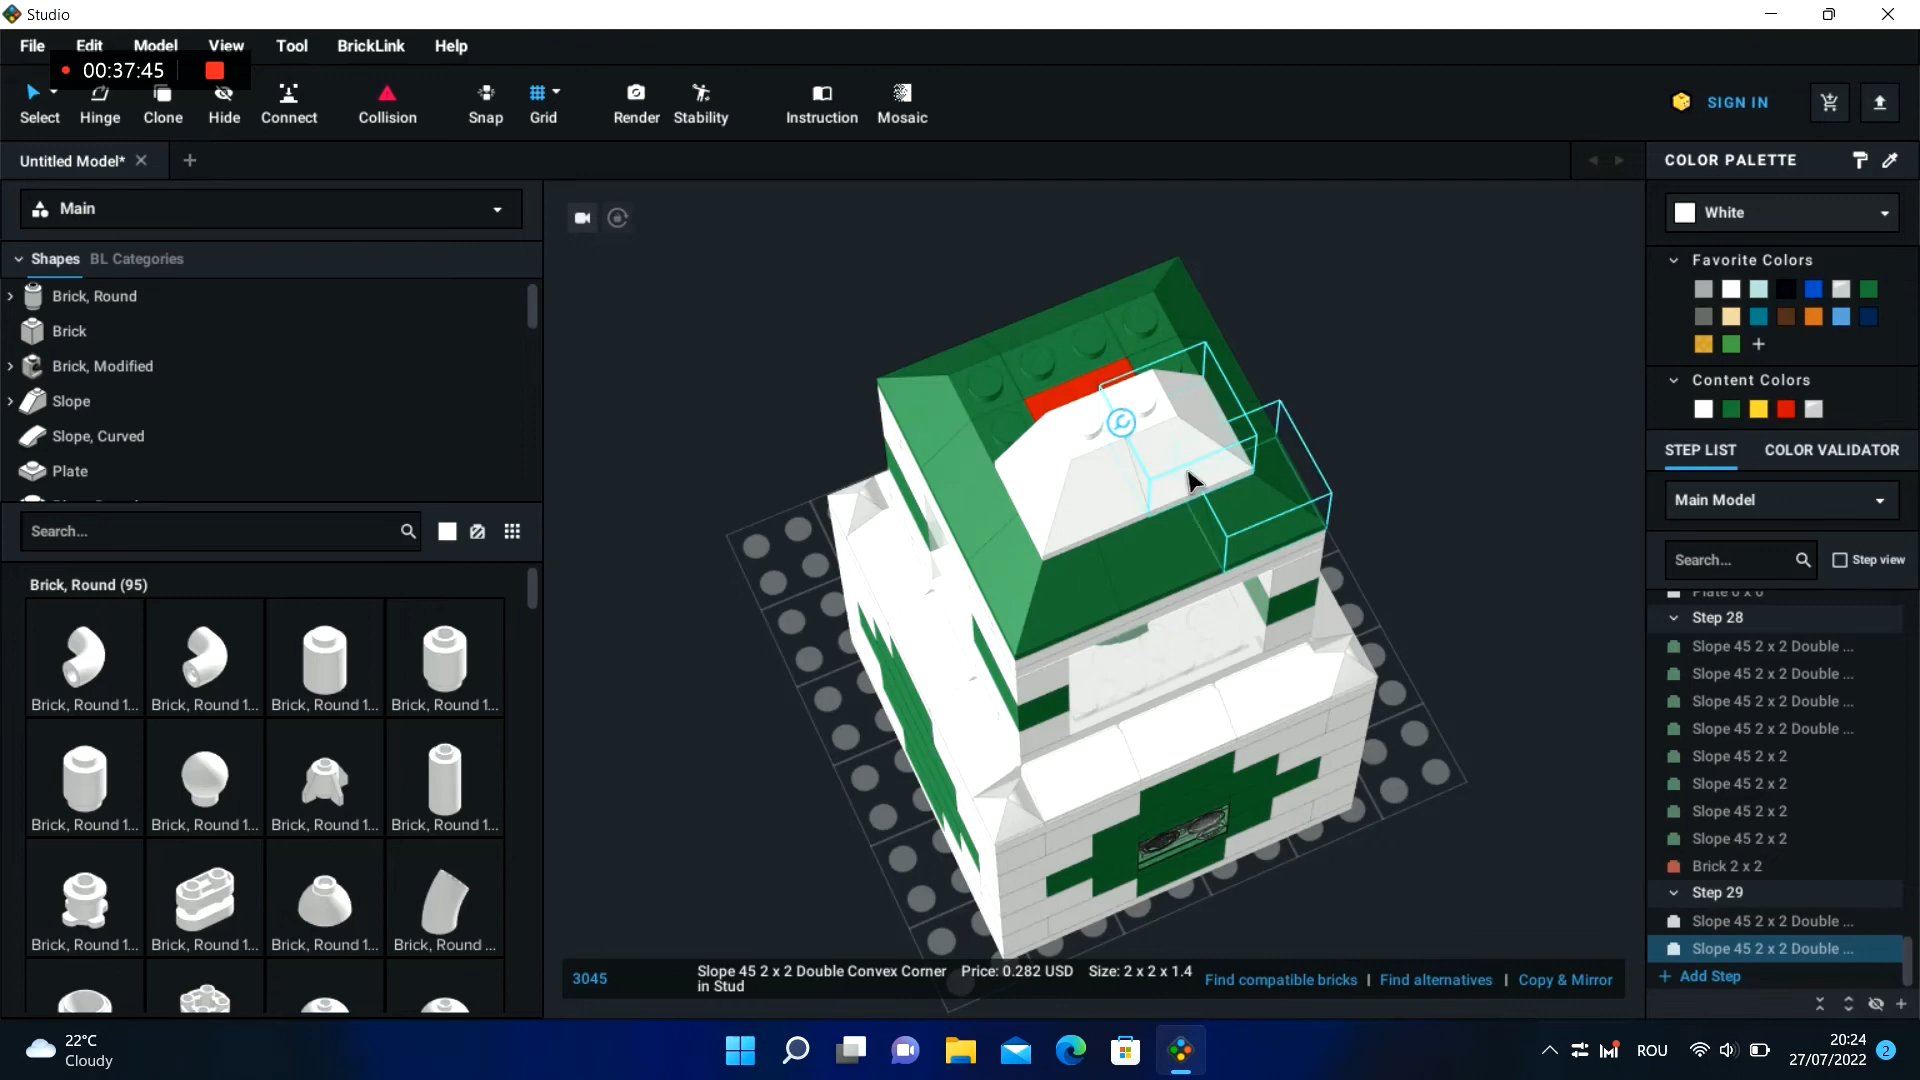 Studio
File Edit Model View Tool BrickLink Help
00:37:45
Select Hinge Clone Hide Connect Collision Snap Grid Render Stability Instruction Mosaic
SIGN IN
Untitled Model*
COLOR PALETTE
Main
White
Shapes BL Categories
Favorite Colors
Brick, Round
Brick
Brick, Modified
Slope
Slope, Curved
Plate
Content Colors
STEP LIST COLOR VALIDATOR
Main Model
Search...
Search...
Step view
Brick, Round (95)
Plate 6 x 6
Step 28
Slope 45 2 x 2 Double ...
Slope 45 2 x 2 Double ...
Slope 45 2 x 2 Double ...
Slope 45 2 x 2 Double ...
Slope 45 2 x 2
Slope 45 2 x 2
Slope 45 2 x 2
Slope 45 2 x 2
Brick 2 x 2
Step 29
Slope 45 2 x 2 Double ...
Slope 45 2 x 2 Double ...
Add Step
Brick, Round 1... Brick, Round 1... Brick, Round 1... Brick, Round 1...
Brick, Round 1... Brick, Round 1... Brick, Round 1... Brick, Round 1...
Brick, Round 1... Brick, Round 1... Brick, Round 1... Brick, Round ...
3045 Slope 45 2 x 2 Double Convex Corner Price: 0.282 USD Size: 2 x 2 x 1.4
in Stud
Find compatible bricks | Find alternatives | Copy & Mirror
22°C
Cloudy
ROU
20:24
27/07/2022
2